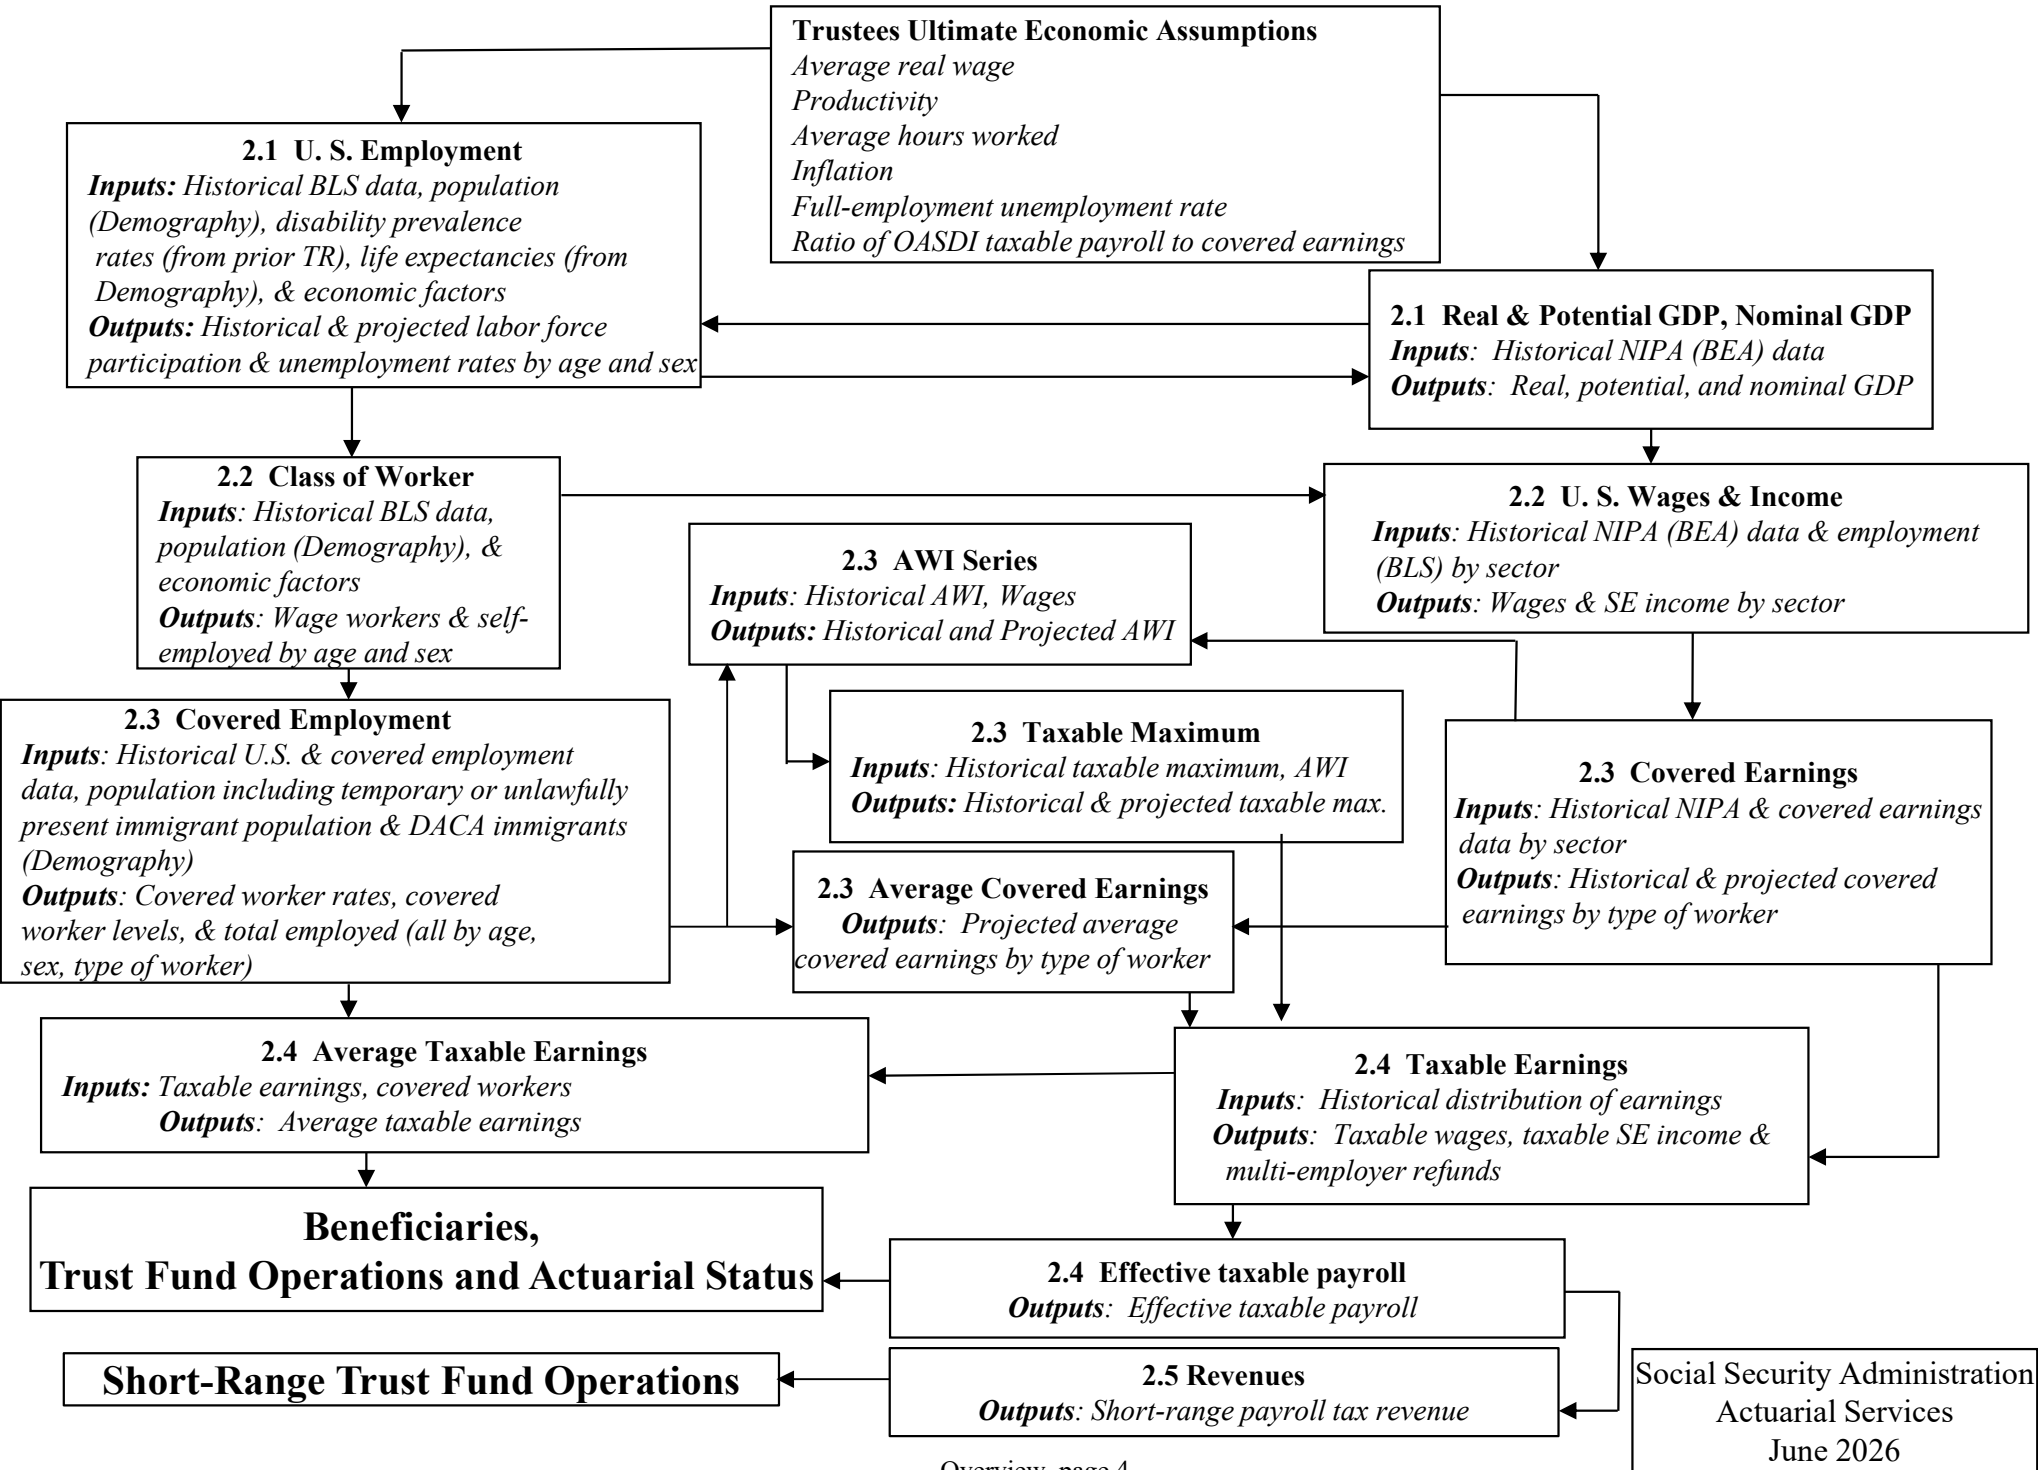 Trustees Ultimate Economic Assumptions
Average real wage
Productivity
Average hours worked
Inflation
Full-employment unemployment rate
Ratio of OASDI taxable payroll to covered earnings
2.1 U. S. Employment
Inputs: Historical BLS data, population
(Demography), disability prevalence
rates (from prior TR), life expectancies (from
Demography), & economic factors
Outputs: Historical & projected labor force
participation & unemployment rates by age and sex
2.1 Real & Potential GDP, Nominal GDP
Inputs: Historical NIPA (BEA) data
Outputs: Real, potential, and nominal GDP
2.2 Class of Worker
Inputs: Historical BLS data,
population (Demography), &
economic factors
Outputs: Wage workers & self-
employed by age and sex
2.2 U. S. Wages & Income
Inputs: Historical NIPA (BEA) data & employment
(BLS) by sector
Outputs: Wages & SE income by sector
2.3 AWI Series
Inputs: Historical AWI, Wages
Outputs: Historical and Projected AWI
2.3 Covered Employment
Inputs: Historical U.S. & covered employment
data, population including temporary or unlawfully
present immigrant population & DACA immigrants
(Demography)
Outputs: Covered worker rates, covered
worker levels, & total employed (all by age,
sex, type of worker)
2.3 Taxable Maximum
Inputs: Historical taxable maximum, AWI
Outputs: Historical & projected taxable max.
2.3 Covered Earnings
Inputs: Historical NIPA & covered earnings
data by sector
Outputs: Historical & projected covered
earnings by type of worker
2.3 Average Covered Earnings
Outputs: Projected average
covered earnings by type of worker
2.4 Average Taxable Earnings
Inputs: Taxable earnings, covered workers
Outputs: Average taxable earnings
2.4 Taxable Earnings
Inputs: Historical distribution of earnings
Outputs: Taxable wages, taxable SE income &
multi-employer refunds
Beneficiaries,
Trust Fund Operations and Actuarial Status
2.4 Effective taxable payroll
Outputs: Effective taxable payroll
Short-Range Trust Fund Operations
2.5 Revenues
Outputs: Short-range payroll tax revenue
Social Security Administration
Actuarial Services
June 2026
Overview, page 4